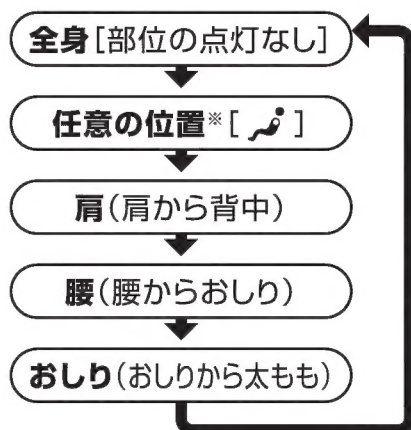 全身[部位の点灯なし]
任意の位置※[ ]
肩(肩から背中)
腰(腰からおしり)
おしり(おしりから太もも)